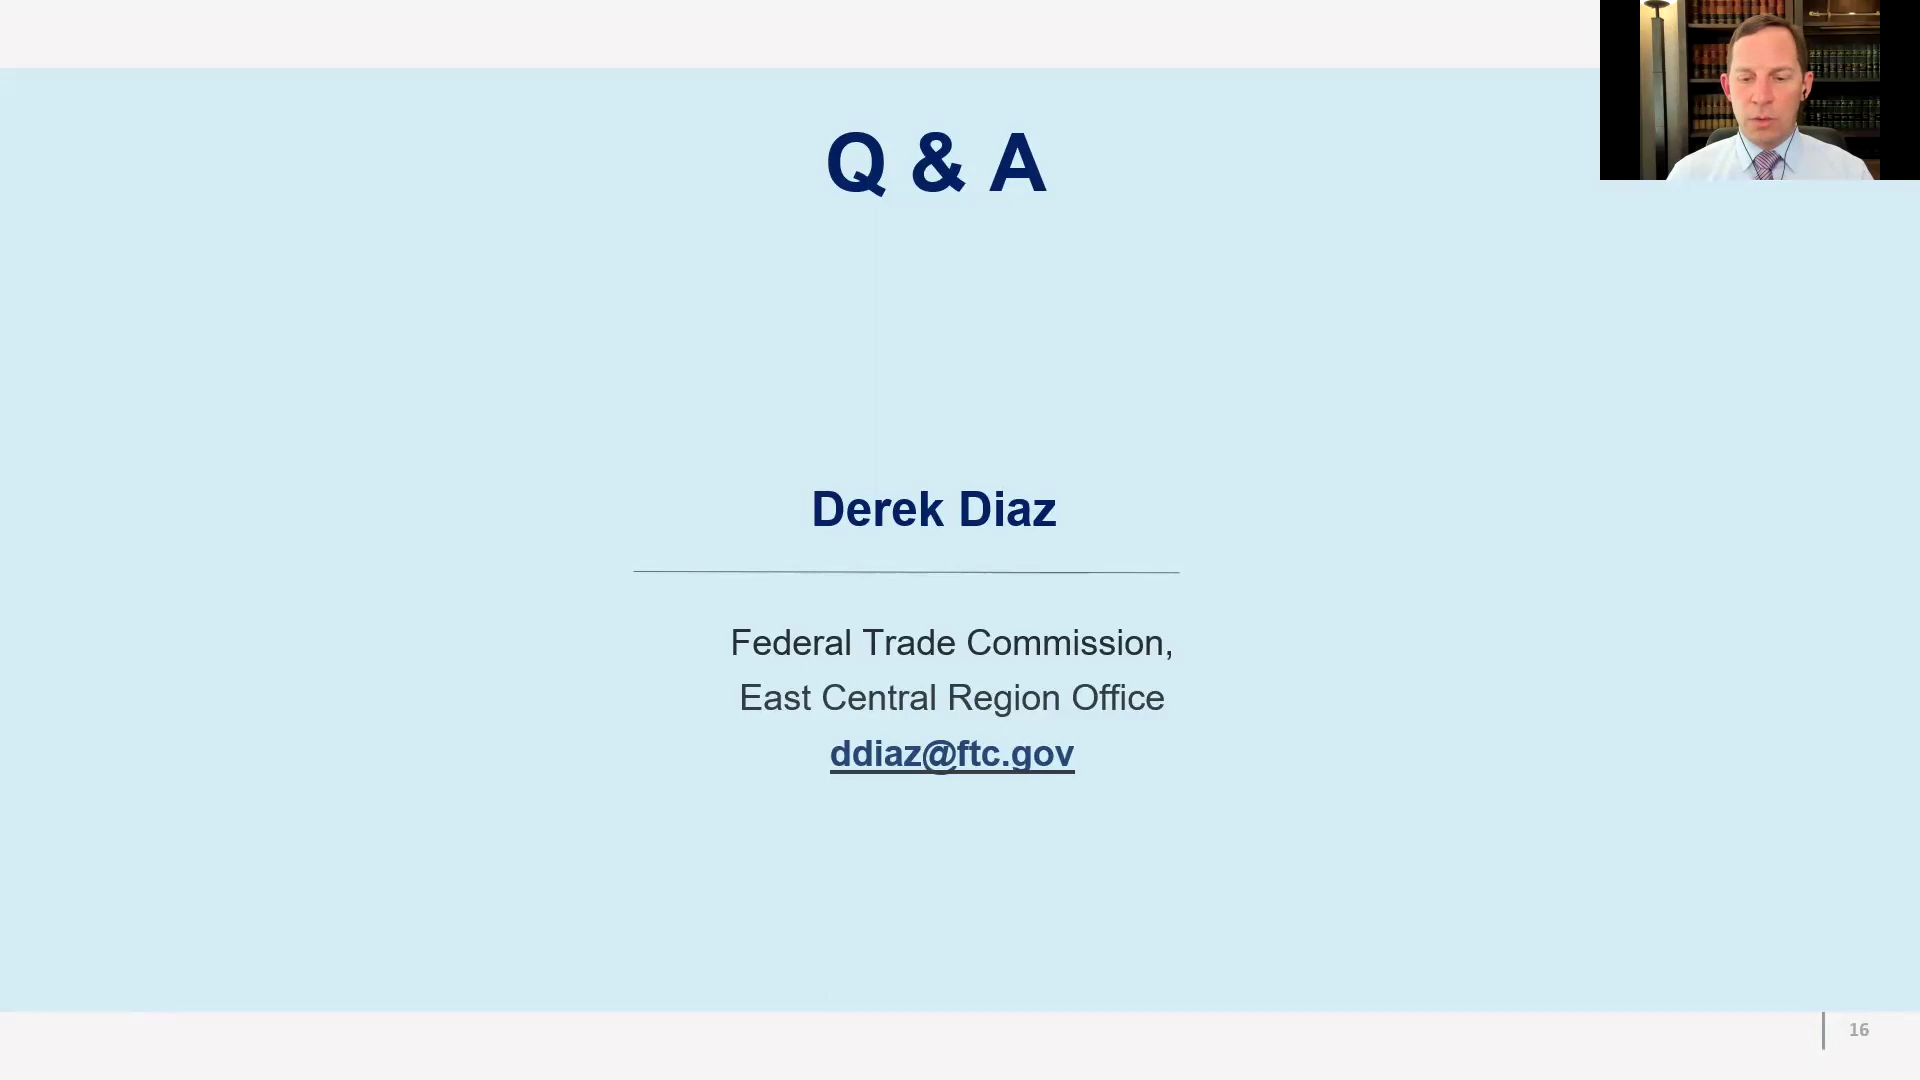 Q & A
Derek Diaz
Federal Trade Commission,
East Central Region Office
ddiaz@ftc.gov
16